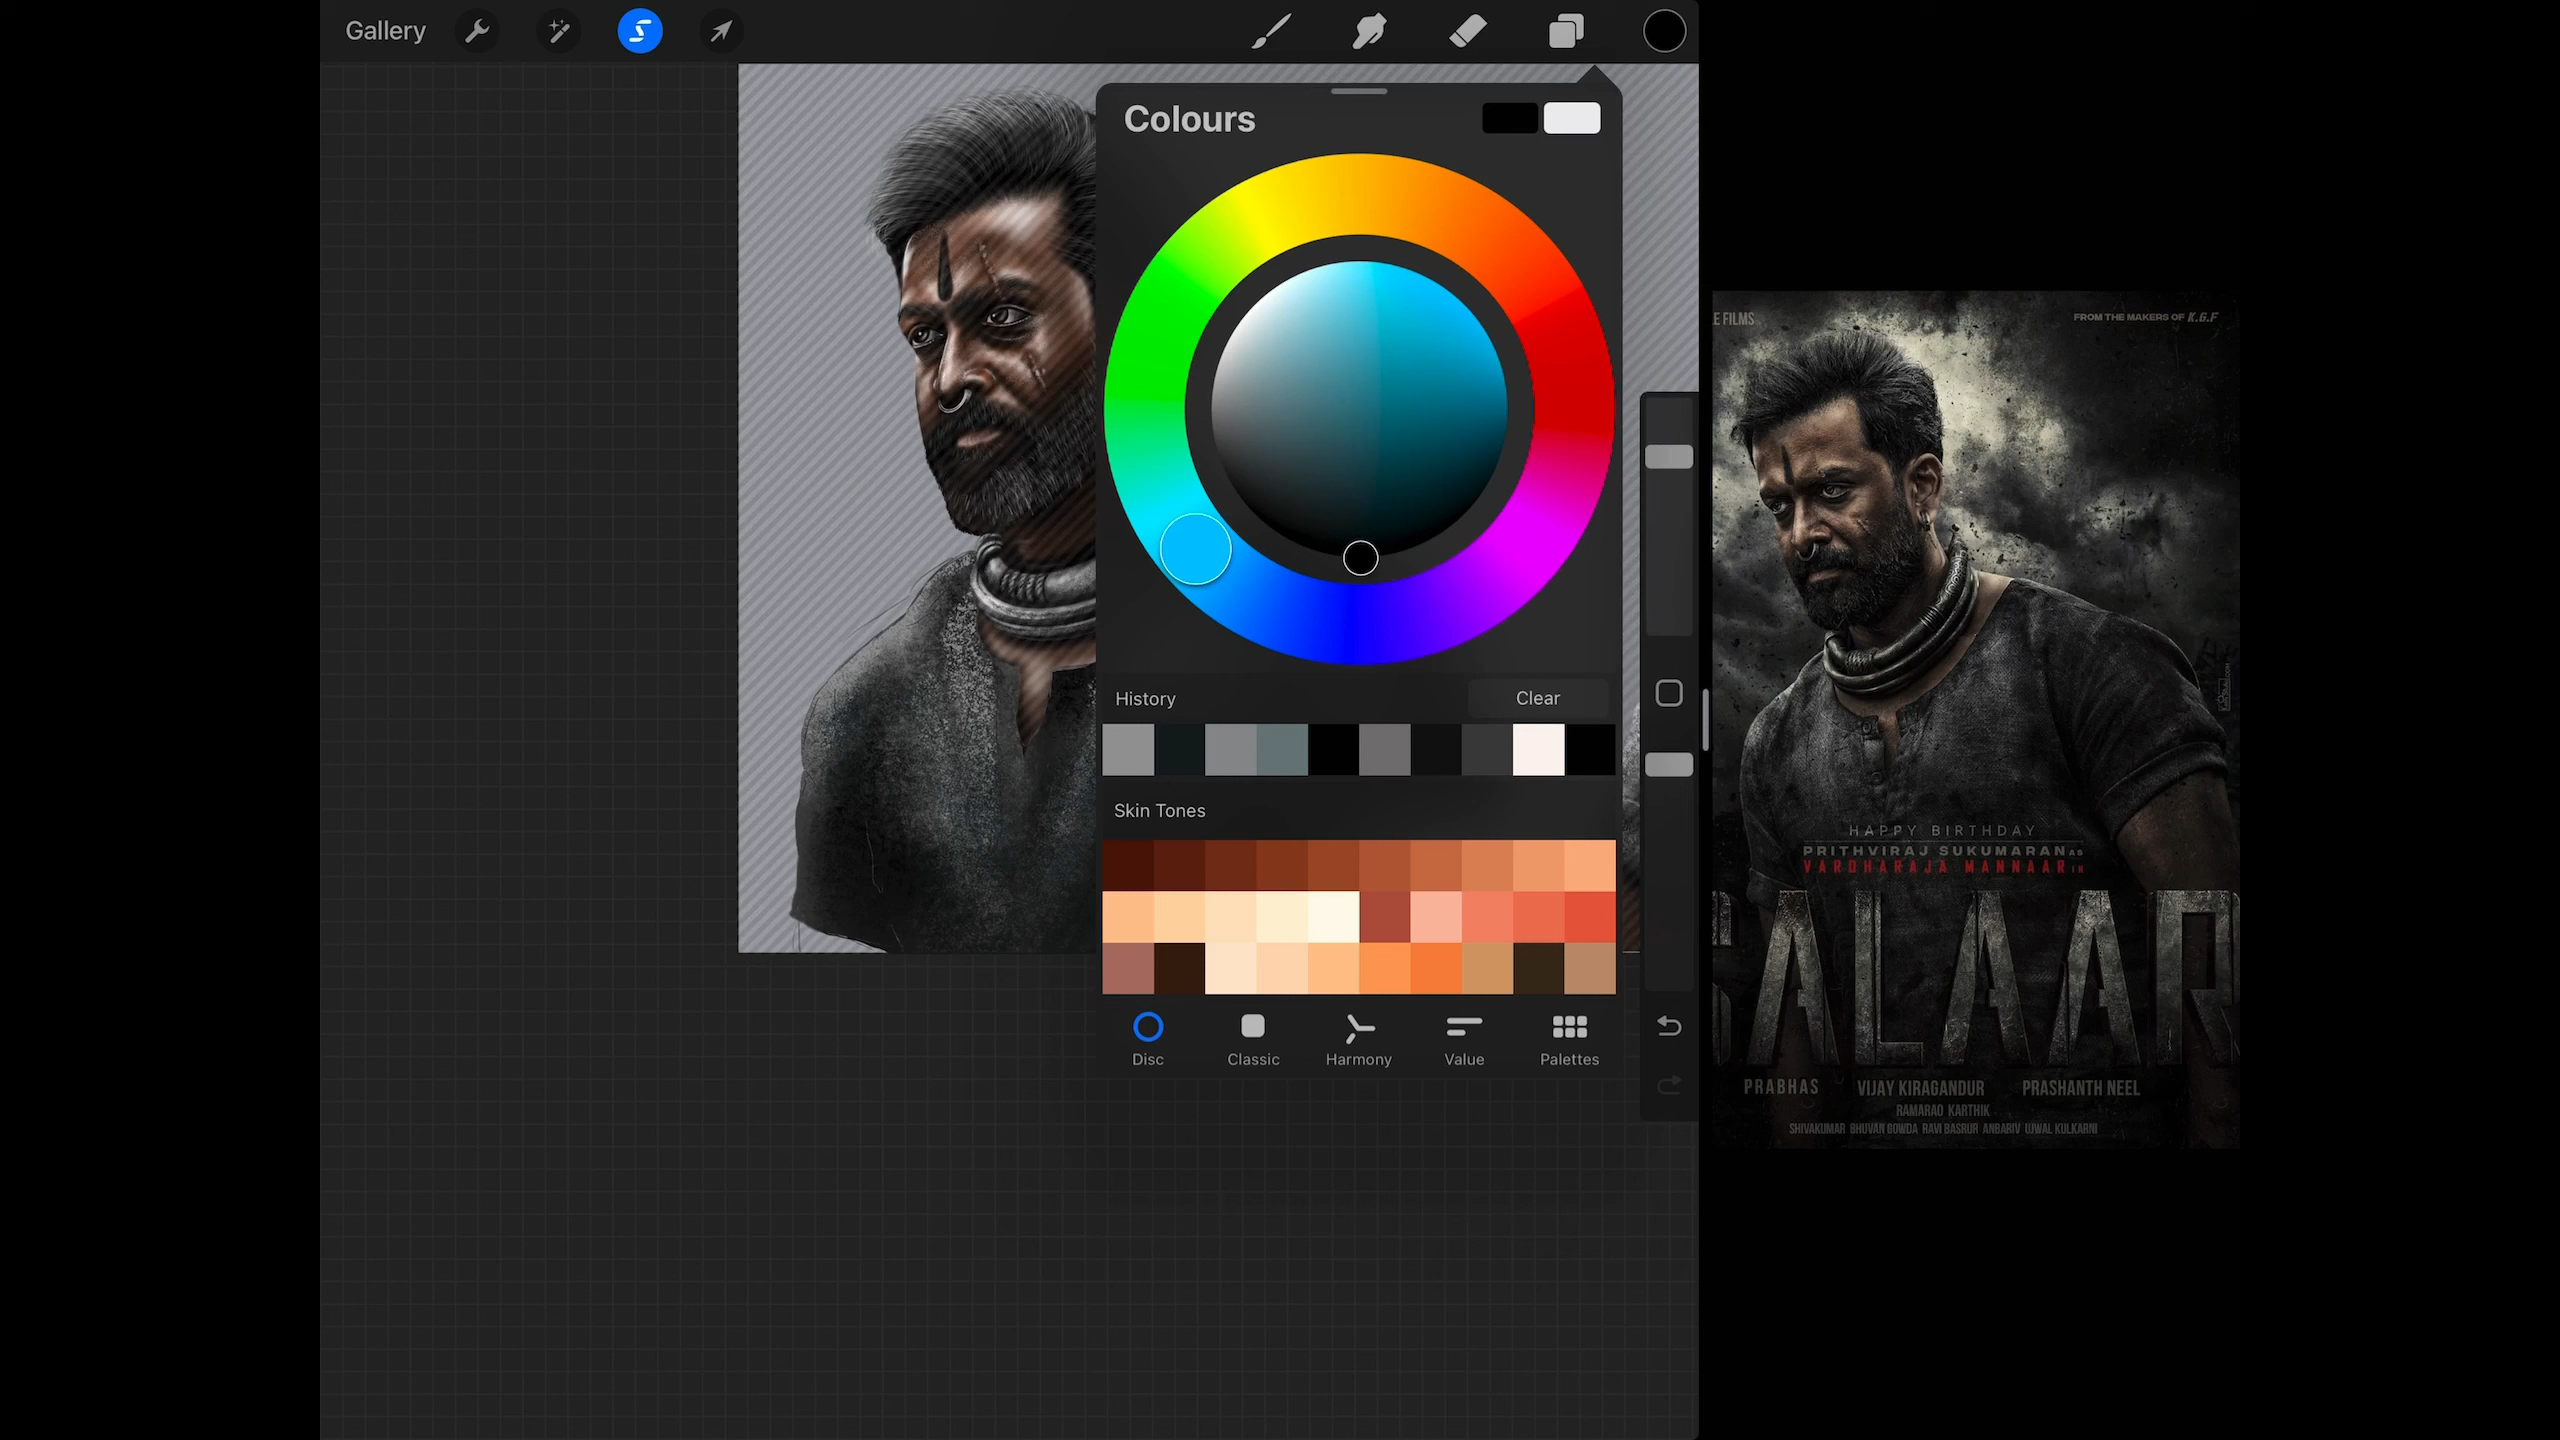 Gallery
Colours
History
Clear
Skin Tones
Disc
Classic
Harmony
Value
Palettes
E FILMS
FROM THE MAKERS OF K.G.F
HAPPY BIRTHDAY
PRITHVIRAJ SUKUMARAN AS
VARDHARAJA MANNAAR IN
SALAAR
PRABHAS VIJAY KIRAGANDUR PRASHANTH NEEL
RAMARAO KARTHIK
SHIVAKUMAR BHUVAN GOWDA RAVI BASRUR ANBARIV UJWAL KULKARNI